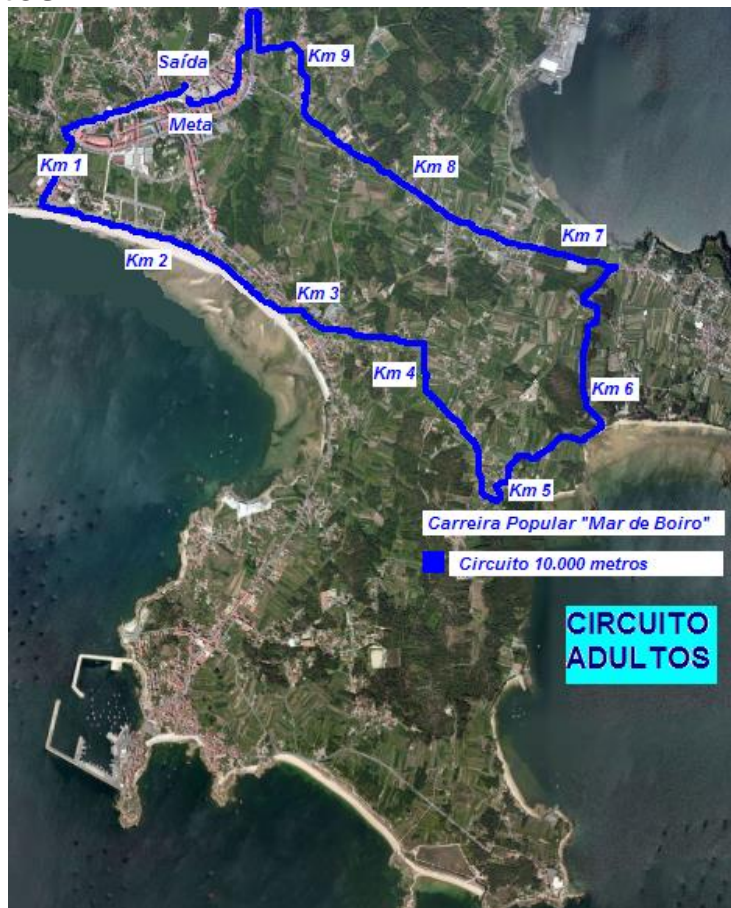 Saída
Meta
Km 1
Km 2
Km 3
Km 4
Km 5
Km 6
Km 7
Km 8
Km 9
Carreira Popular "Mar de Boiro"
Circuito 10.000 metros
CIRCUITO
ADULTOS